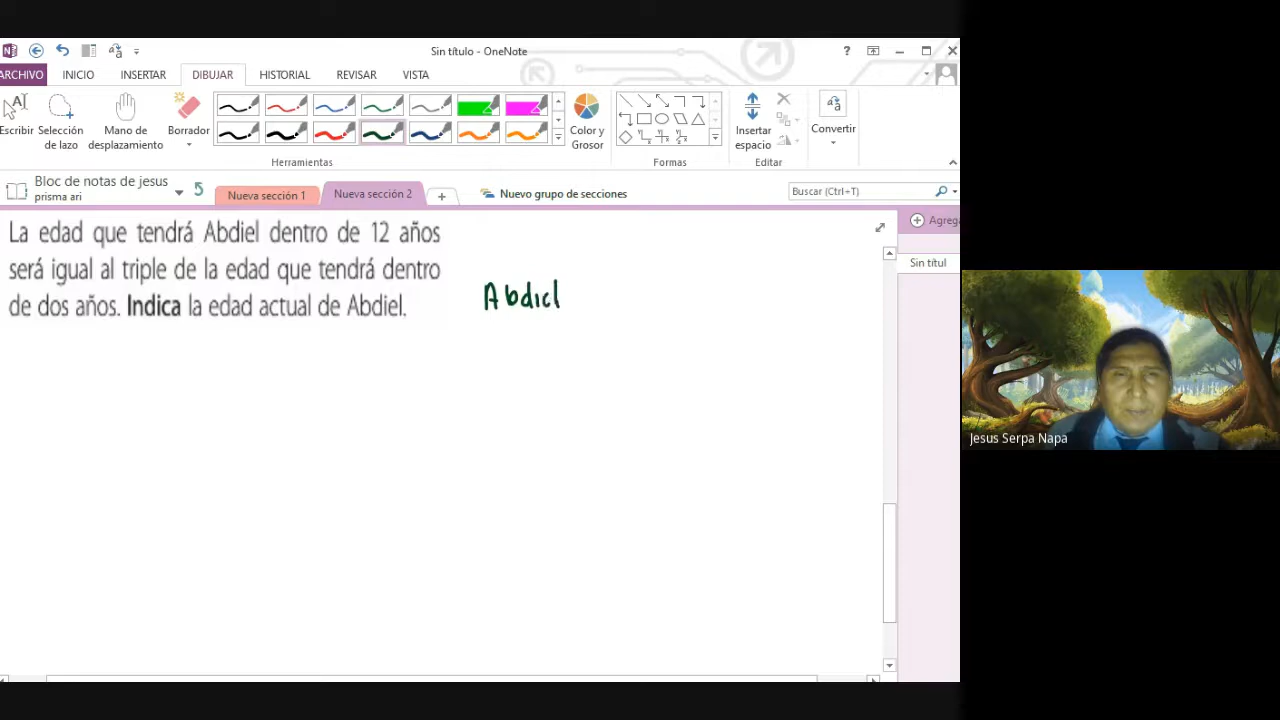 Sin título - OneNote
ARCHIVO INICIO INSERTAR DIBUJAR HISTORIAL REVISAR VISTA
Escribir
Selección de lazo
Mano de desplazamiento
Borrador
Color y Grosor
Insertar espacio
Convertir
Herramientas Formas Editar
Bloc de notas de jesus
prisma ari
Nueva sección 1
Nueva sección 2
Nuevo grupo de secciones
Buscar (Ctrl+T)
La edad que tendrá Abdiel dentro de 12 años
será igual al triple de la edad que tendrá dentro
de dos años. Indica la edad actual de Abdiel.
Abdiel
Agrega
Sin títul
Jesus Serpa Napa